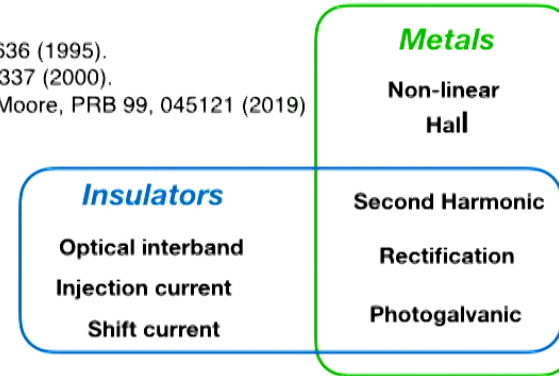 636 (1995).
337 (2000).
Moore, PRB 99, 045121 (2019)
Metals
Non-linear
Hall
Insulators
Optical interband
Injection current
Shift current
Second Harmonic
Rectification
Photogalvanic